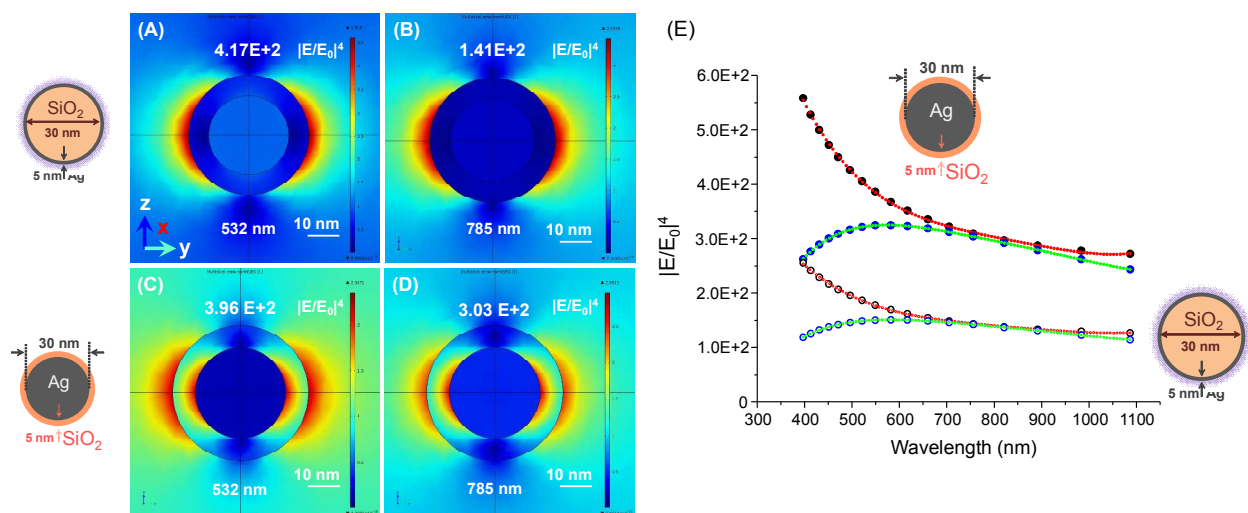 (A)
4.17E+2
|E/E0|4
z
x
y
532 nm
10 nm
(B)
1.41E+2
|E/E0|4
785 nm
10 nm
SiO2
30 nm
5 nm Ag
(C)
3.96 E+2
|E/E0|4
532 nm
10 nm
(D)
3.03 E+2
|E/E0|4
785 nm
10 nm
30 nm
Ag
5 nm SiO2
(E)
|E/E0|4
6.0E+2
5.0E+2
4.0E+2
3.0E+2
2.0E+2
1.0E+2
0
300 400 500 600 700 800 900 1000 1100
Wavelength (nm)
30 nm
Ag
5 nm SiO2
SiO2
30 nm
5 nm Ag